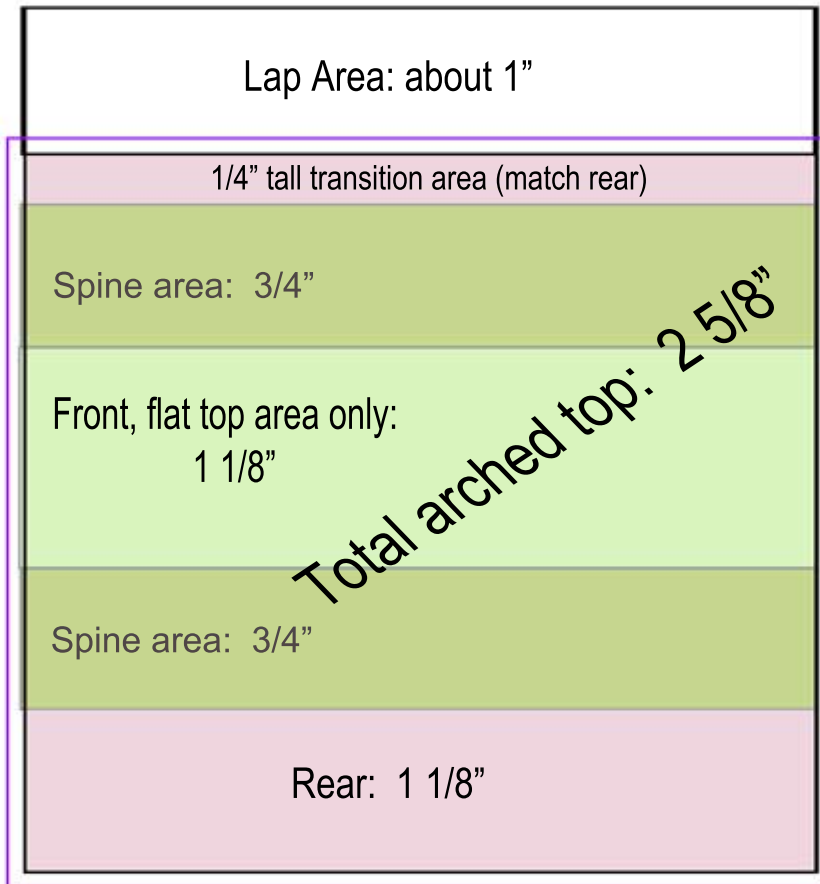 Lap Area: about 1”
1/4” tall transition area (match rear)
Spine area:  3/4”
Total arched top:  2 5/8”
Front, flat top area only:
1 1/8”
Spine area:  3/4”
Rear:  1 1/8”